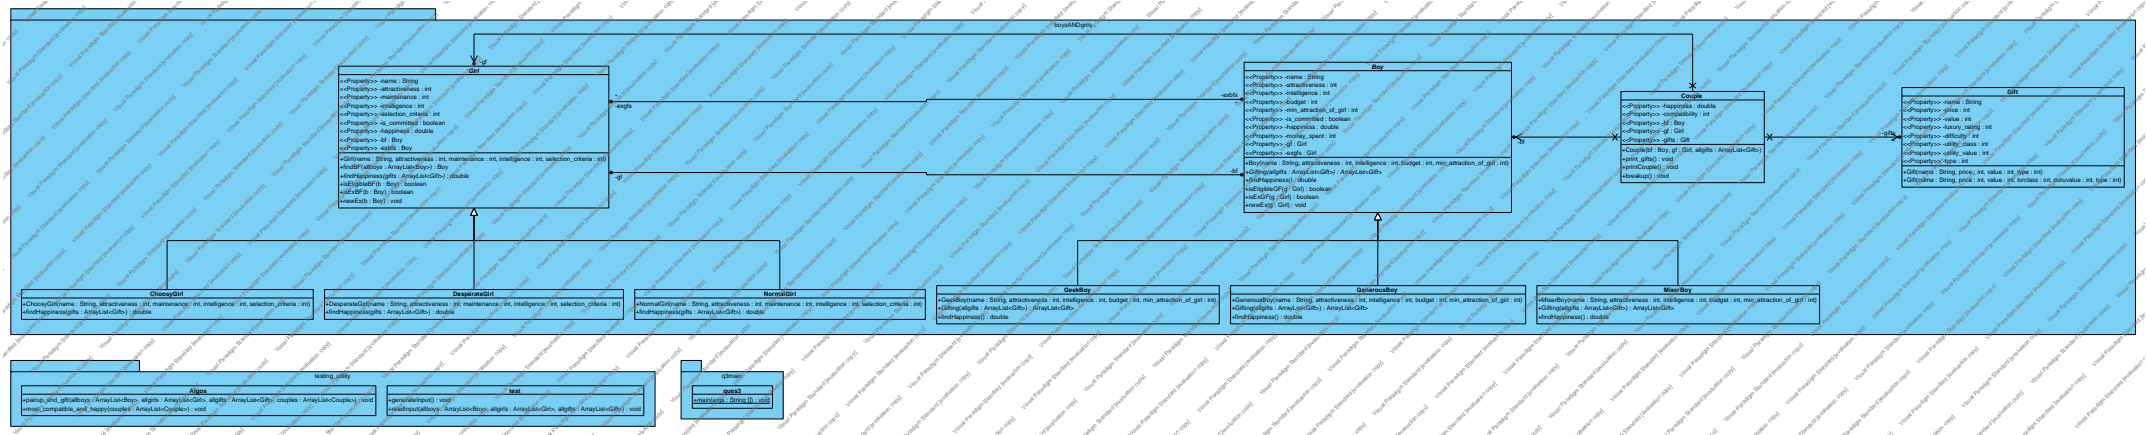 boysANDgirls
-gf
Girl
<<Property>> -name : String
<<Property>> -attractiveness : int
<<Property>> -maintenance : int
<<Property>> -intelligence : int
<<Property>> -selection_criteria : int
<<Property>> -is_committed : boolean
<<Property>> -happiness : double
<<Property>> -bf : Boy
<<Property>> -exbfs : Boy
+Girl(name : String, attractiveness : int, maintenance : int, intelligence : int, selection_criteria : int)
+findBF(allboys : ArrayList<Boy>) : Boy
+findHappiness(gifts : ArrayList<Gift>) : double
+isEligibleBF(b : Boy) : boolean
+isExBF(b : Boy) : boolean
+newEx(b : Boy) : void
*
-exgfs
-gf
-exbfs
*
-bf
Boy
<<Property>> -name : String
<<Property>> -attractiveness : int
<<Property>> -intelligence : int
<<Property>> -budget : int
<<Property>> -min_attraction_of_girl : int
<<Property>> -is_committed : boolean
<<Property>> -happiness : double
<<Property>> -money_spent : int
<<Property>> -gf : Girl
<<Property>> -exgfs : Girl
+Boy(name : String, attractiveness : int, intelligence : int, budget : int, min_attraction_of_girl : int)
+Gifting(allgifts : ArrayList<Gift>) : ArrayList<Gift>
+findHappiness() : double
+isEligibleGF(g : Girl) : boolean
+isExGF(g : Girl) : boolean
+newEx(g : Girl) : void
-bf
Couple
<<Property>> -happiness : double
<<Property>> -compatibility : int
<<Property>> -bf : Boy
<<Property>> -gf : Girl
<<Property>> -gifts : Gift
+Couple(bf : Boy, gf : Girl, allgifts : ArrayList<Gift>)
+print_gifts() : void
+printCouple() : void
+breakup() : void
-gifts
Gift
<<Property>> -name : String
<<Property>> -price : int
<<Property>> -value : int
<<Property>> -luxury_rating : int
<<Property>> -difficulty : int
<<Property>> -utility_class : int
<<Property>> -utility_value : int
<<Property>> -type : int
+Gift(name : String, price : int, value : int, type : int)
+Gift(name : String, price : int, value : int, lorclass : int, doruvalue : int, type : int)
ChoosyGirl
+ChoosyGirl(name : String, attractiveness : int, maintenance : int, intelligence : int, selection_criteria : int)
+findHappiness(gifts : ArrayList<Gift>) : double
DesperateGirl
+DesperateGirl(name : String, attractiveness : int, maintenance : int, intelligence : int, selection_criteria : int)
+findHappiness(gifts : ArrayList<Gift>) : double
NormalGirl
+NormalGirl(name : String, attractiveness : int, maintenance : int, intelligence : int, selection_criteria : int)
+findHappiness(gifts : ArrayList<Gift>) : double
GeekBoy
+GeekBoy(name : String, attractiveness : int, intelligence : int, budget : int, min_attraction_of_girl : int)
+Gifting(allgifts : ArrayList<Gift>) : ArrayList<Gift>
+findHappiness() : double
GenerousBoy
+GenerousBoy(name : String, attractiveness : int, intelligence : int, budget : int, min_attraction_of_girl : int)
+Gifting(allgifts : ArrayList<Gift>) : ArrayList<Gift>
+findHappiness() : double
MiserBoy
+MiserBoy(name : String, attractiveness : int, intelligence : int, budget : int, min_attraction_of_girl : int)
+Gifting(allgifts : ArrayList<Gift>) : ArrayList<Gift>
+findHappiness() : double
testing_utility
Algos
+pairup_and_gift(allboys : ArrayList<Boy>, allgirls : ArrayList<Girl>, allgifts : ArrayList<Gift>, couples : ArrayList<Couple>) : void
+most_compatible_and_happy(couples : ArrayList<Couple>) : void
test
+generateInput() : void
+readInput(allboys : ArrayList<Boy>, allgirls : ArrayList<Girl>, allgifts : ArrayList<Gift>) : void
q3main
ques3
+main(args : String []) : void
Visual Paradigm Standard [evaluation copy]